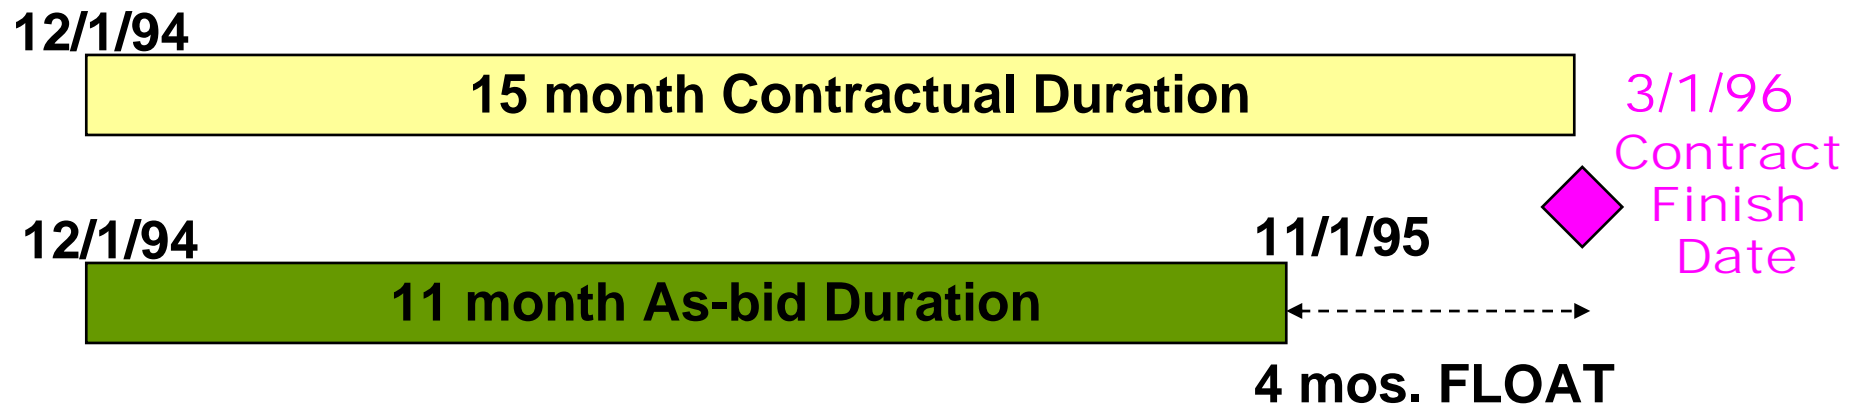 12/1/94
15 month Contractual Duration
3/1/96
Contract
Finish
Date
12/1/94
11/1/95
11 month As-bid Duration
4 mos. FLOAT